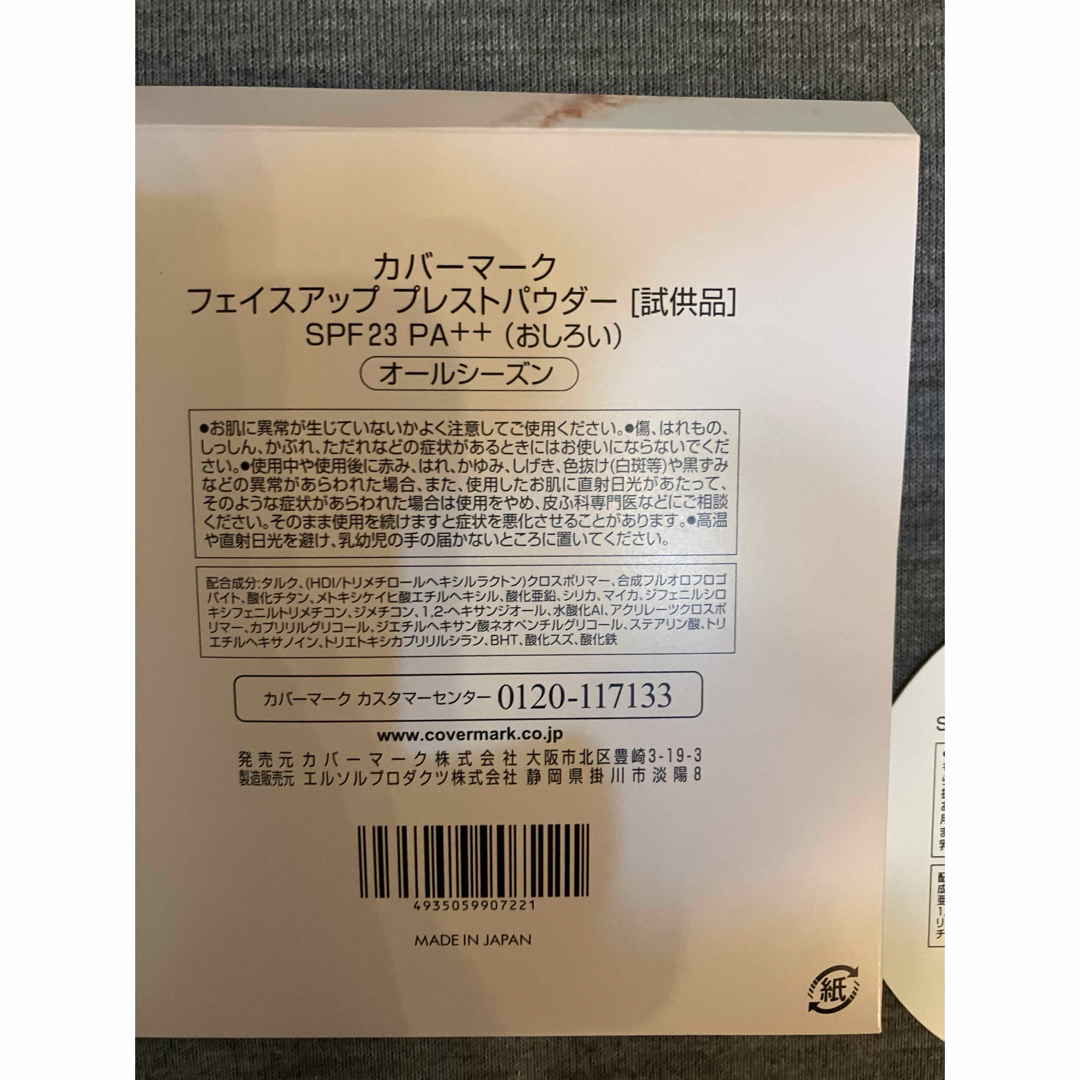 カバーマーク
フェイスアップ プレストパウダー [試供品]
SPF23 PA++ (おしろい)
オールシーズン
●お肌に異常が生じていないかよく注意してご使用ください。●傷、はれもの、
しっしん、かぶれ、ただれなどの症状があるときにはお使いにならないでくだ
さい。●使用中や使用後に赤み、はれ、かゆみ、しげき、色抜け(白斑等)や黒ずみ
などの異常があらわれた場合、また、使用したお肌に直射日光があたって、
そのような症状があらわれた場合は使用をやめ、皮ふ科専門医などにご相談
ください。そのまま使用を続けますと症状を悪化させることがあります。●高温
や直射日光を避け、乳幼児の手の届かないところに置いてください。
配合成分:タルク、(HDI/トリメチロールヘキシルラクトン)クロスポリマー、合成フルオロフロゴ
パイト、酸化チタン、メトキシケイヒ酸エチルヘキシル、酸化亜鉛、シリカ、マイカ、ジフェニルシロ
キシフェニルトリメチコン、ジメチコン、1,2-ヘキサンジオール、水酸化Al、アクリレーツクロスポ
リマー、カプリリルグリコール、ジエチルヘキサン酸ネオペンチルグリコール、ステアリン酸、トリ
エチルヘキサノイン、トリエトキシカプリリルシラン、BHT、酸化スズ、酸化鉄
カバーマーク カスタマーセンター 0120-117133
www.covermark.co.jp
発売元 カバーマーク株式会社 大阪市北区豊崎3-19-3
製造販売元 エルソルプロダクツ株式会社 静岡県掛川市淡陽8
4935059907221
MADE IN JAPAN
紙